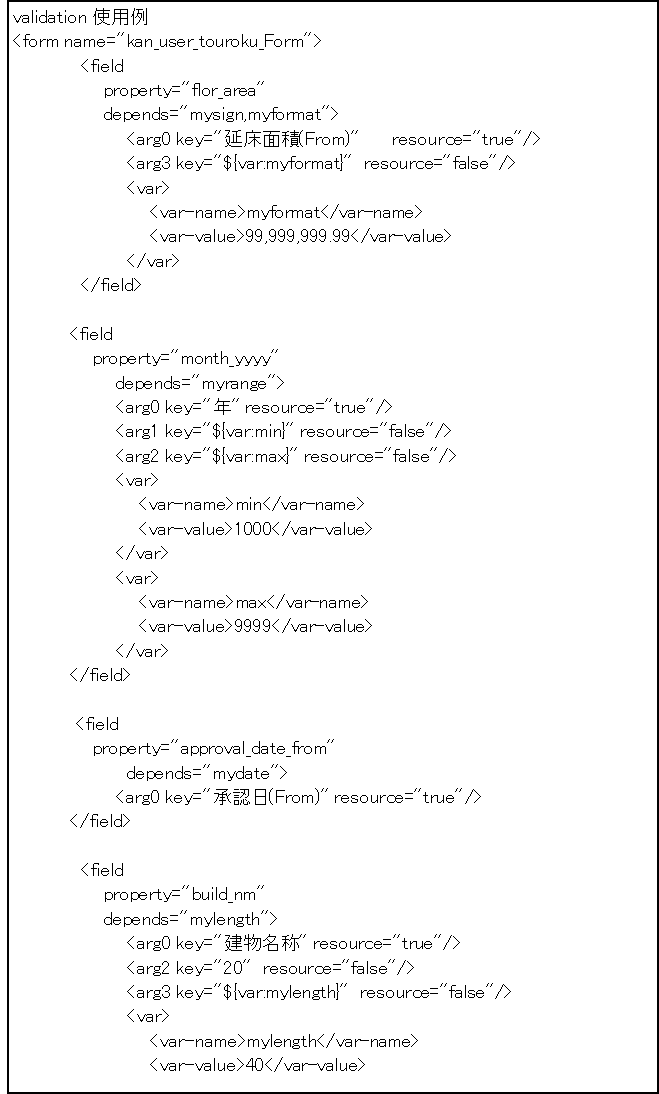 validation 使用例
<form name="kan_user_touroku_Form">
<field
property="flor_area"
depends="mysign,myformat">
<arg0 key="延床面積(From)" resource="true"/>
<arg3 key="${var:myformat}" resource="false"/>
<var>
<var-name>myformat</var-name>
<var-value>99,999,999.99</var-value>
</var>
</field>
<field
property="month_yyyy"
depends="myrange">
<arg0 key="年" resource="true"/>
<arg1 key="${var:min}" resource="false"/>
<arg2 key="${var:max}" resource="false"/>
<var>
<var-name>min</var-name>
<var-value>1000</var-value>
</var>
<var>
<var-name>max</var-name>
<var-value>9999</var-value>
</var>
</field>
<field
property="approval_date_from"
depends="mydate">
<arg0 key="承認日(From)" resource="true"/>
</field>
<field
property="build_nm"
depends="mylength">
<arg0 key="建物名称" resource="true"/>
<arg2 key="20" resource="false"/>
<arg3 key="${var:mylength}" resource="false"/>
<var>
<var-name>mylength</var-name>
<var-value>40</var-value>